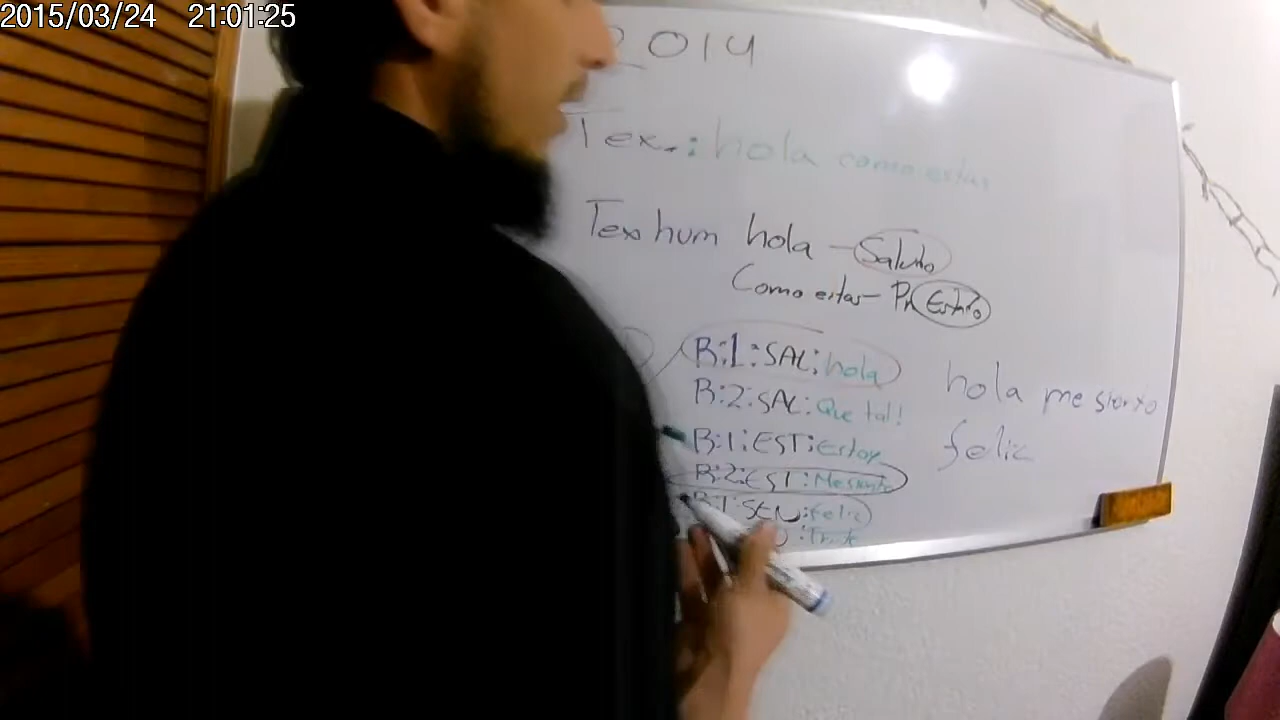 2015/03/24 21:01:25
2014
Tex.: hola como estas
Tex hum hola - Saludo
Como estas - Pr Estado
R:1:SAL:hola
R:2:SAL:Que tal!
R:1:EST:Estoy
R:2:EST:Me siento
R:1:SEN:feliz
:Triste
hola me siento
feliz